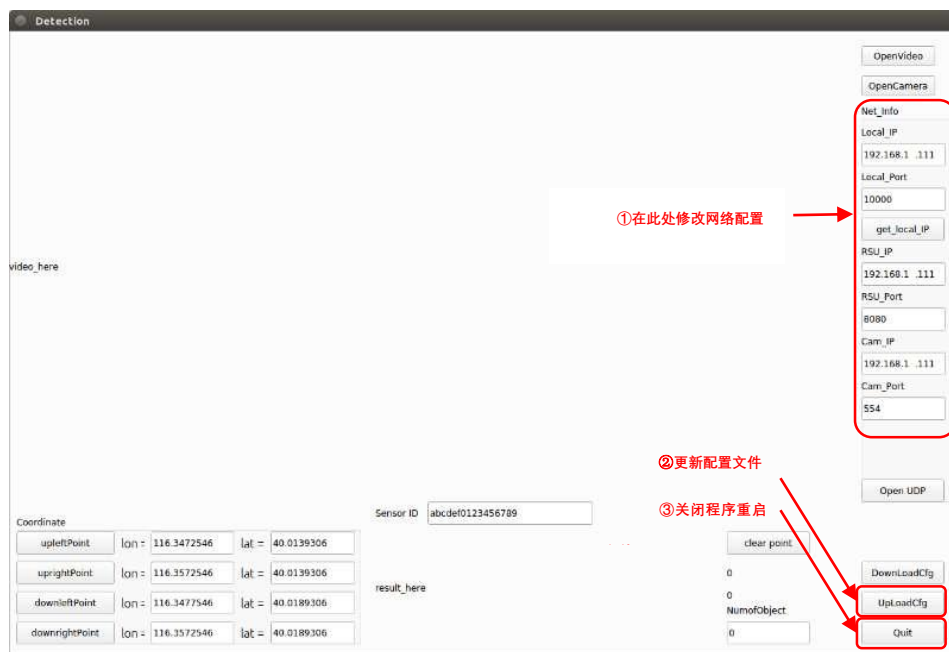 Detection
OpenVideo
OpenCamera
Net_Info
Local_IP
192.168.1 .111
Local_Port
10000
①在此处修改网络配置
get_local_IP
RSU_IP
video_here
192.168.1 .111
RSU_Port
8080
Cam_IP
192.168.1 .111
Cam_Port
554
②更新配置文件
Open UDP
③关闭程序重启
Sensor ID abcdef0123456789
Coordinate
upleftPoint lon = 116.3472546 lat = 40.0139306
clear point
uprightPoint lon = 116.3572546 lat = 40.0139306
0
DownLoadCfg
result_here
downleftPoint lon = 116.3477546 lat = 40.0189306
0
UpLoadCfg
NumofObject
downrightPoint lon = 116.3572546 lat = 40.0189306
0
Quit